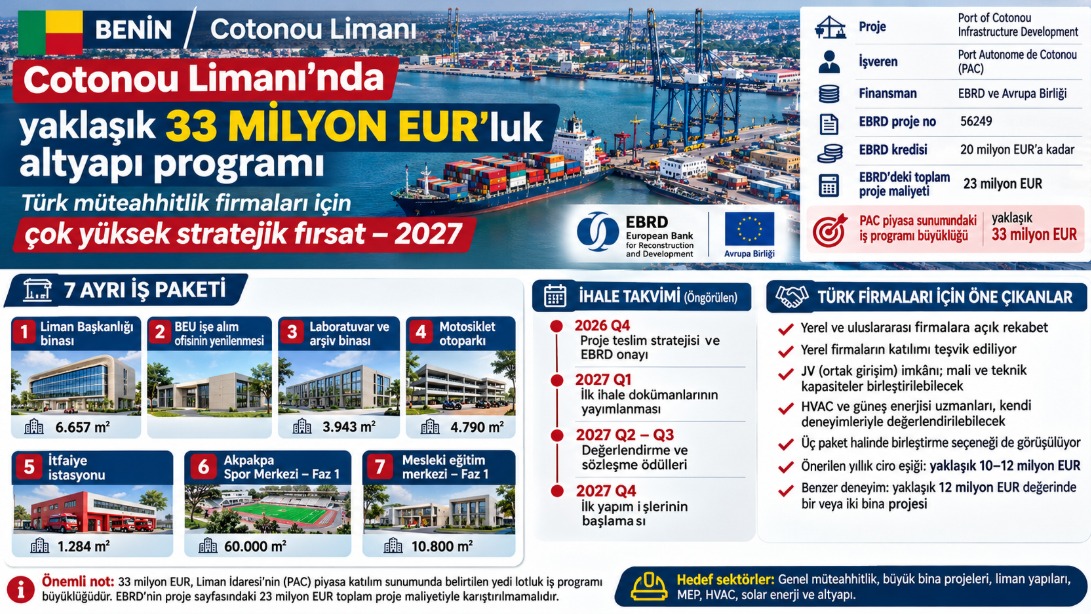 BENİN / Cotonou Limanı
Cotonou Limanı'nda
yaklaşık 33 MİLYON EUR'luk
altyapı programı
Türk müteahhitlik firmaları için
çok yüksek stratejik fırsat – 2027
EBRD
European Bank
for Reconstruction
and Development
Avrupa Birliği
Proje
Port of Cotonou
Infrastructure Development
İşveren
Port Autonome de Cotonou
(PAC)
Finansman
EBRD ve Avrupa Birliği
EBRD proje no
56249
EBRD kredisi
20 milyon EUR'a kadar
EBRD'deki toplam
proje maliyeti
23 milyon EUR
PAC piyasa sunumundaki
iş programı büyüklüğü
yaklaşık
33 milyon EUR
7 AYRI İŞ PAKETİ
1 Liman Başkanlığı
binası
6.657 m²
2 BEU işe alım
ofisinin yenilenmesi
3 Laboratuvar ve
arşiv binası
3.943 m²
4 Motosiklet
otoparkı
4.790 m²
5 İtfaiye
istasyonu
1.284 m²
6 Akpakpa
Spor Merkezi – Faz 1
60.000 m²
7 Mesleki eğitim
merkezi – Faz 1
10.800 m²
İHALE TAKVİMİ (Öngörülen)
2026 Q4
Proje teslim stratejisi ve
EBRD onayı
2027 Q1
İlk ihale dokümanlarının
yayımlanması
2027 Q2 – Q3
Değerlendirme ve
sözleşme ödülleri
2027 Q4
İlk yapım işlerinin
başlama sı
TÜRK FİRMALARI İÇİN ÖNE ÇIKANLAR
Yerel ve uluslararası firmalara açık rekabet
Yerel firmaların katılımı teşvik ediliyor
JV (ortak girişim) imkânı; mali ve teknik
kapasiteler birleştirilebilecek
HVAC ve güneş enerjisi uzmanları, kendi
deneyimleriyle değerlendirilebilecek
Üç paket halinde birleştirme seçeneği de görüşülüyor
Önerilen yıllık ciro eşiği: yaklaşık 10–12 milyon EUR
Benzer deneyim: yaklaşık 12 milyon EUR değerinde
bir veya iki bina projesi
Önemli not: 33 milyon EUR, Liman İdaresi'nin (PAC) piyasa katılım sunumunda belirtilen yedi lotluk iş programı
büyüklüğüdür. EBRD'nin proje sayfasındaki 23 milyon EUR toplam proje maliyetiyle karıştırılmamalıdır.
Hedef sektörler: Genel müteahhitlik, büyük bina projeleri, liman yapıları,
MEP, HVAC, solar enerji ve altyapı.